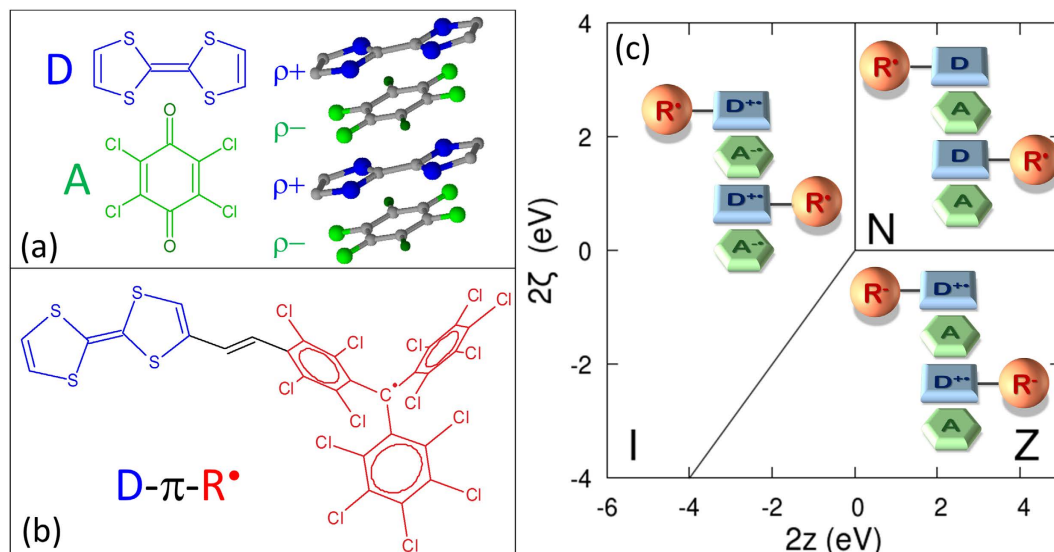 D
S S
S S
A
O
Cl Cl
Cl Cl
O
ρ+
ρ−
ρ+
ρ−
(a)
S S
S S
Cl Cl
Cl Cl
C•
Cl Cl
Cl Cl
Cl
Cl Cl
Cl Cl
Cl
D-π-R•
(b)
(c)
2ζ (eV)
4
2
0
-2
-4
-6 -4 -2 0 2 4
2z (eV)
R• D+•
A-•
D+• R•
A-•
I
R• D
A
D R•
A
N
R- D+•
A
D+• R-
A
Z